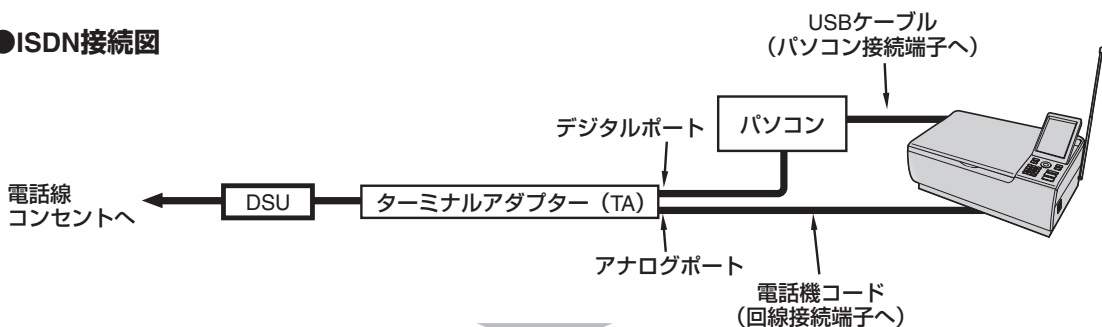 ●ISDN接続図
USBケーブル
（パソコン接続端子へ）
デジタルポート
パソコン
電話線
コンセントへ
DSU
ターミナルアダプター（TA）
アナログポート
電話機コード
（回線接続端子へ）